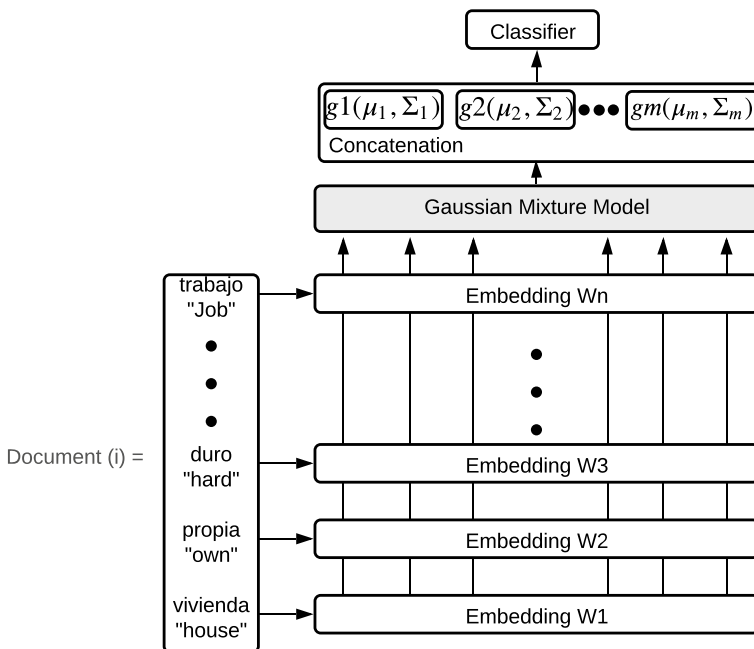 Classifier
g1(μ₁, Σ₁) g2(μ₂, Σ₂) ●●● gm(μₘ, Σₘ)
Concatenation
Gaussian Mixture Model
trabajo
"Job"
Embedding Wn
Document (i) =
duro
"hard"
Embedding W3
propia
"own"
Embedding W2
vivienda
"house"
Embedding W1